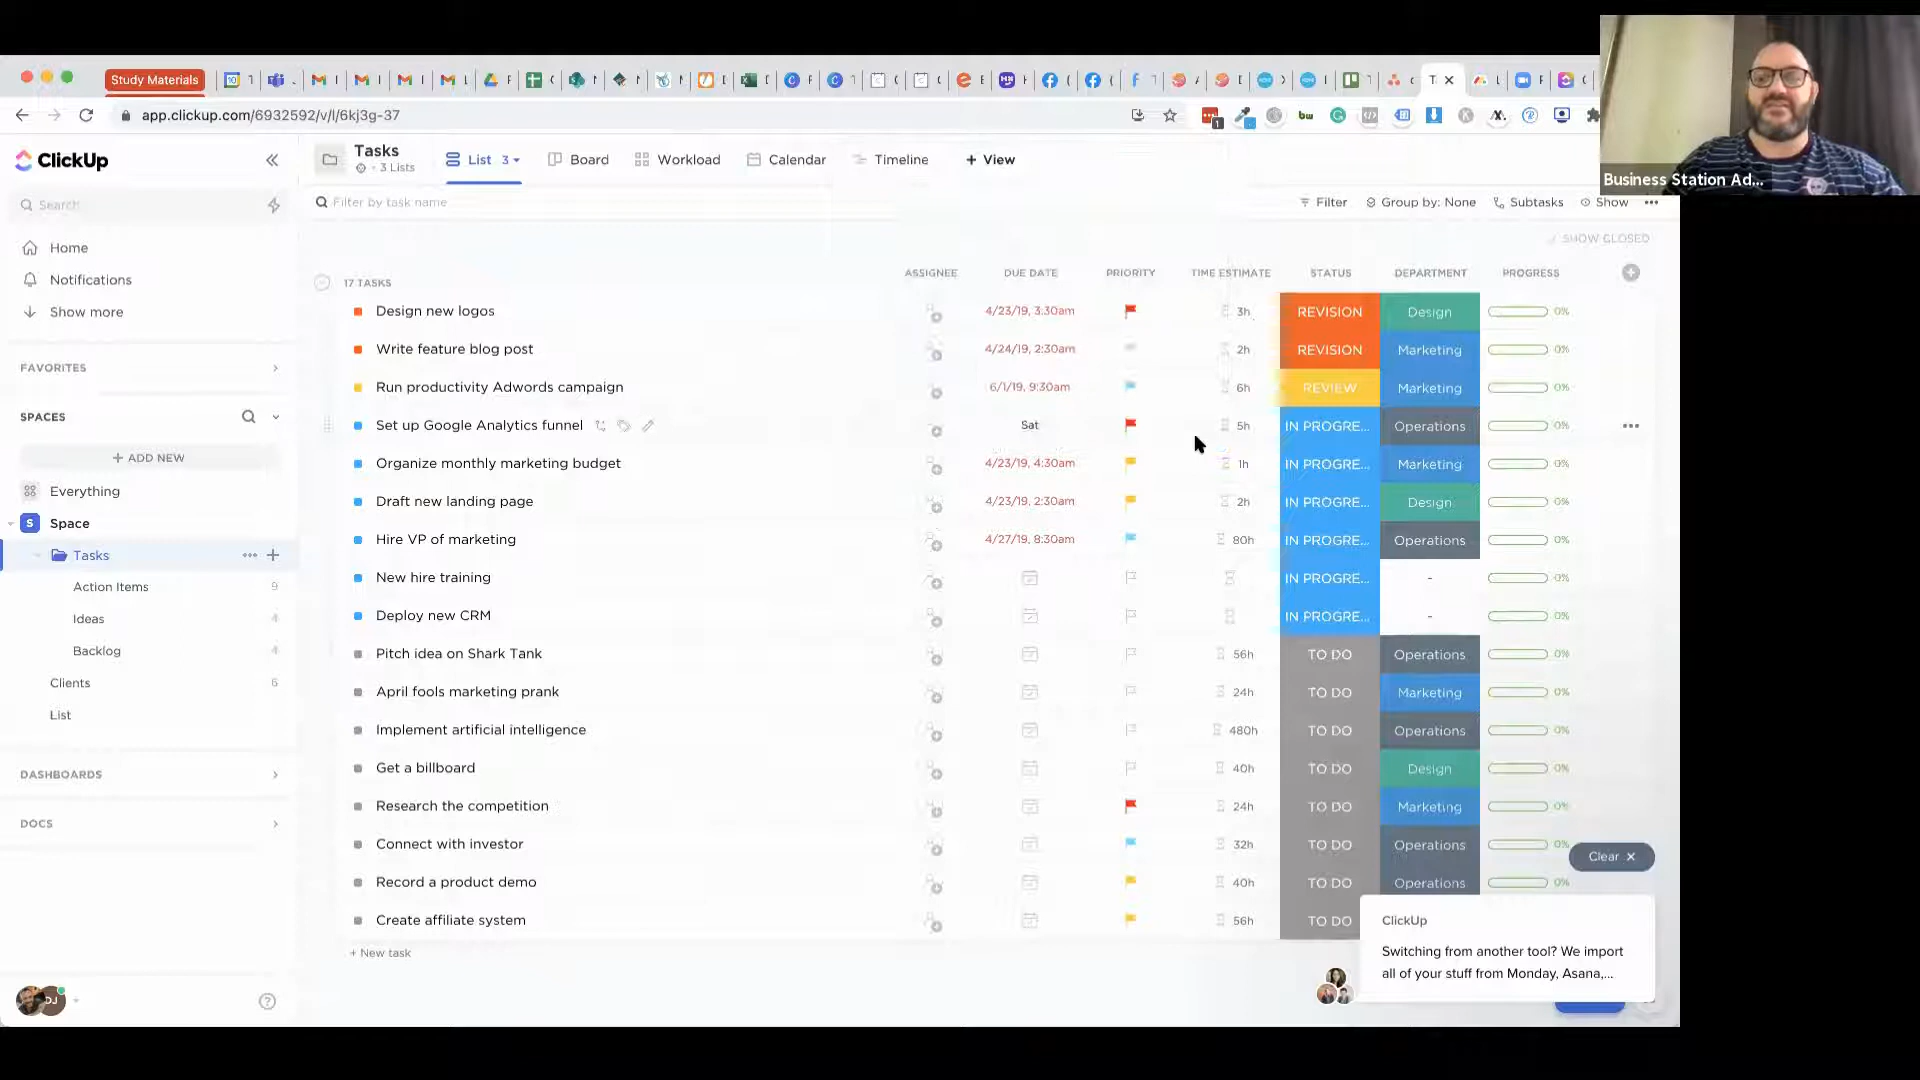 Study Materials
app.clickup.com/6932592/v/l/6kj3g-37
Business Station Ad...
ClickUp
Tasks
3 Lists
List 3
Board
Workload
Calendar
Timeline
+ View
Search
Filter by task name
Filter
Group by: None
Subtasks
Show
SHOW CLOSED
Home
Notifications
Show more
FAVORITES
SPACES
+ ADD NEW
Everything
S Space
Tasks
Action Items 9
Ideas 4
Backlog 4
Clients 6
List
DASHBOARDS
DOCS
17 TASKS ASSIGNEE DUE DATE PRIORITY TIME ESTIMATE STATUS DEPARTMENT PROGRESS
Design new logos 4/23/19, 3:30am 3h REVISION Design 0%
Write feature blog post 4/24/19, 2:30am 2h REVISION Marketing 0%
Run productivity Adwords campaign 6/1/19, 9:30am 6h REVIEW Marketing 0%
Set up Google Analytics funnel Sat 5h IN PROGRE... Operations 0%
Organize monthly marketing budget 4/23/19, 4:30am 1h IN PROGRE... Marketing 0%
Draft new landing page 4/23/19, 2:30am 2h IN PROGRE... Design 0%
Hire VP of marketing 4/27/19, 8:30am 80h IN PROGRE... Operations 0%
New hire training IN PROGRE... - 0%
Deploy new CRM IN PROGRE... - 0%
Pitch idea on Shark Tank 56h TO DO Operations 0%
April fools marketing prank 24h TO DO Marketing 0%
Implement artificial intelligence 480h TO DO Operations 0%
Get a billboard 40h TO DO Design 0%
Research the competition 24h TO DO Marketing 0%
Connect with investor 32h TO DO Operations 0%
Record a product demo 40h TO DO Operations 0%
Create affiliate system 56h TO DO
+ New task
Clear
ClickUp
Switching from another tool? We import
all of your stuff from Monday, Asana,...
DJ